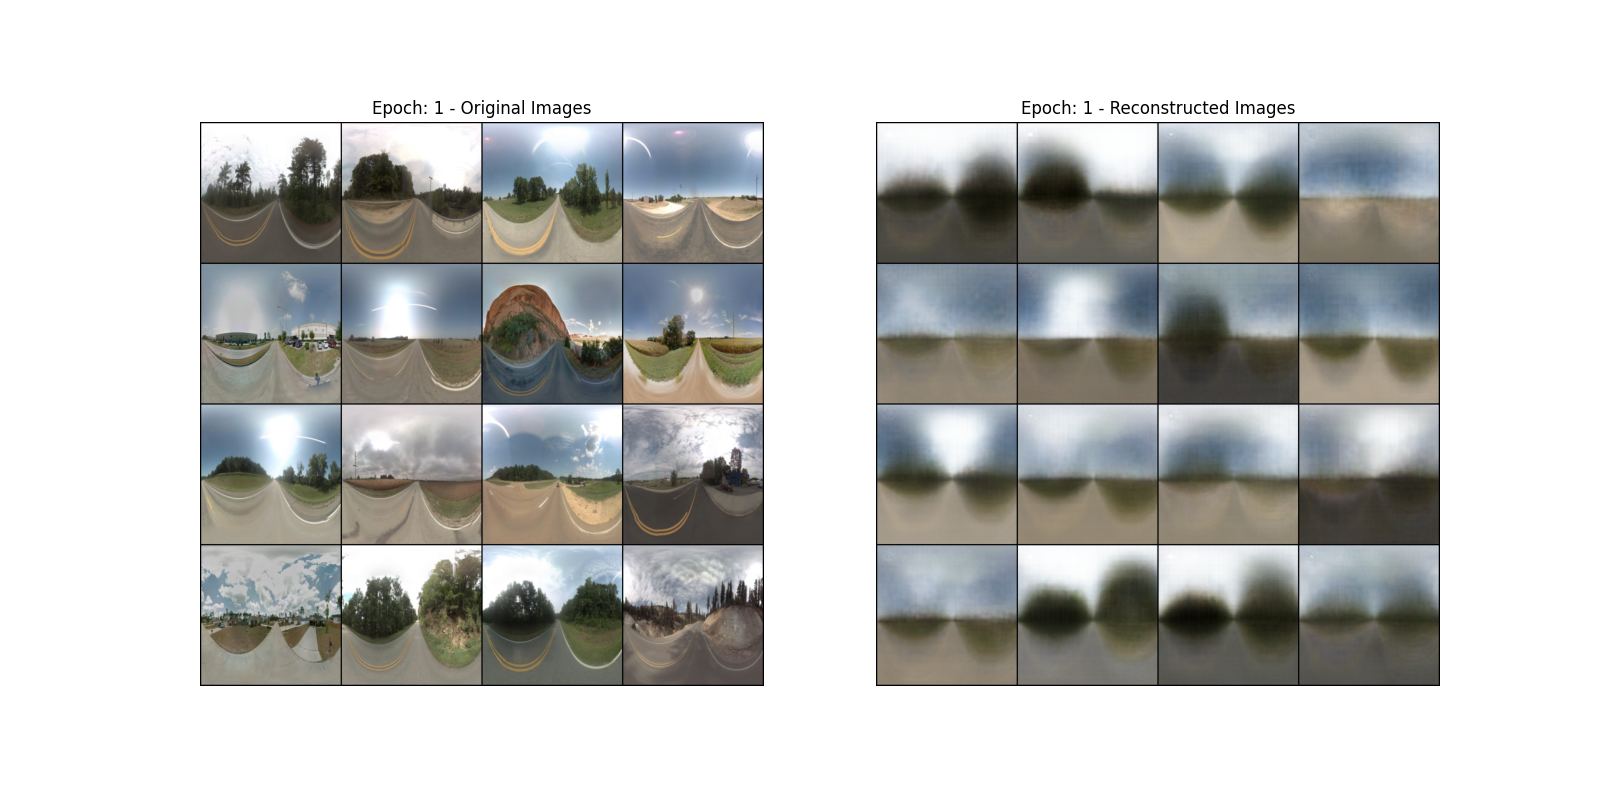 Epoch: 1 - Original Images
Epoch: 1 - Reconstructed Images